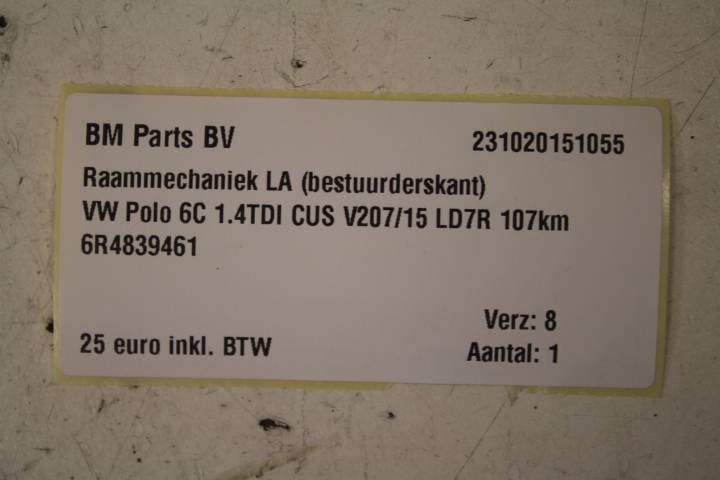 BM Parts BV 231020151055
Raammechaniek LA (bestuurderskant)
VW Polo 6C 1.4TDI CUS V207/15 LD7R 107km
6R4839461
Verz: 8
25 euro inkl. BTW Aantal: 1